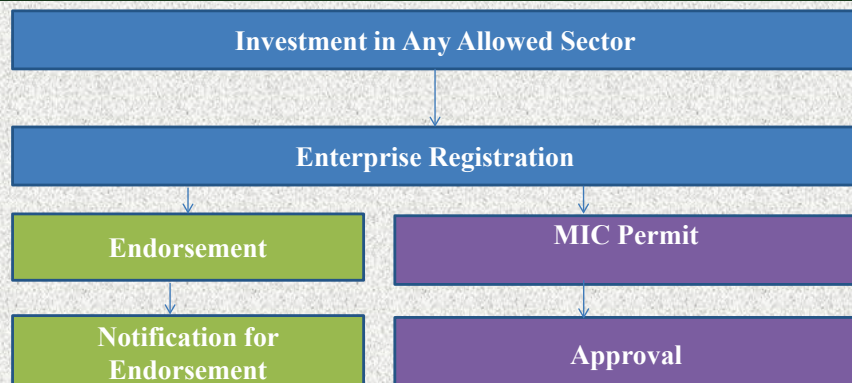 Investment in Any Allowed Sector
Enterprise Registration
Endorsement
MIC Permit
Notification for
Endorsement
Approval